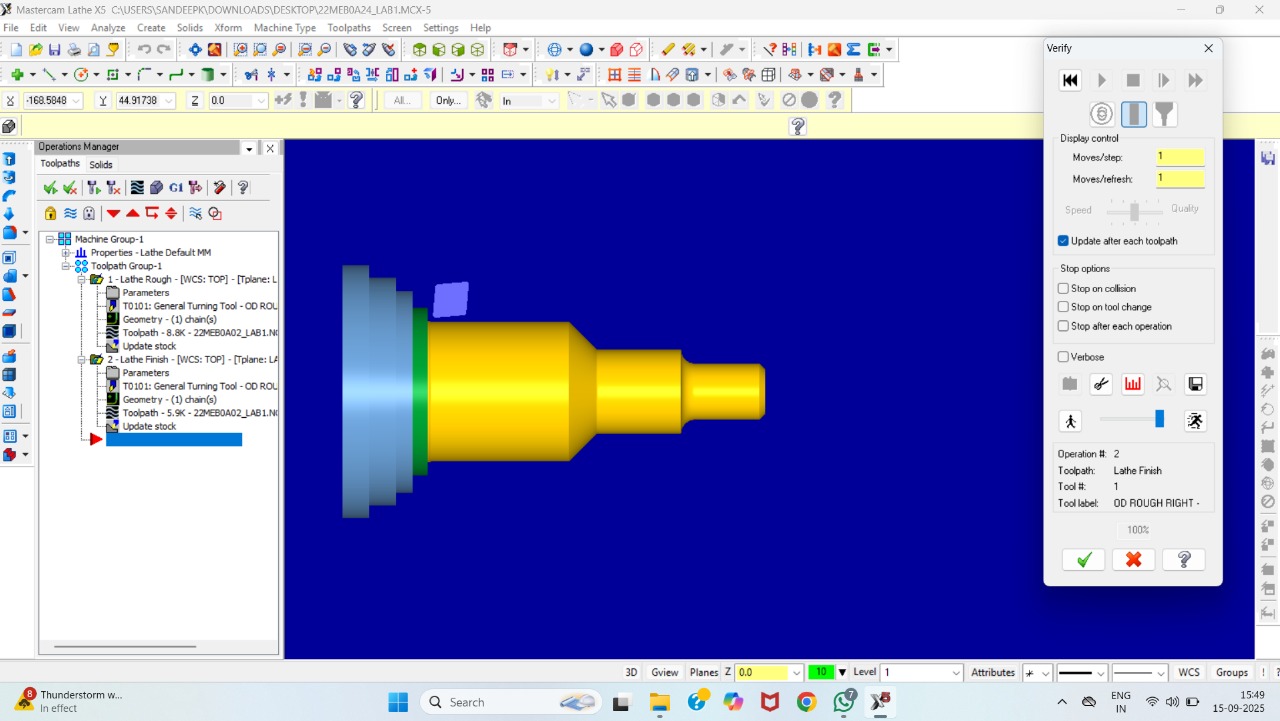 Mastercam Lathe X5 C:\USERS\SANDEEPK\DOWNLOADS\DESKTOP\22MEB0A24_LAB1.MCX-5
File Edit View Analyze Create Solids Xform Machine Type Toolpaths Screen Settings Help
X -168.5848 Y 44.91738 Z 0.0 All... Only... In
Operations Manager
Toolpaths Solids
G1
Machine Group-1
Properties - Lathe Default MM
Toolpath Group-1
1 - Lathe Rough - [WCS: TOP] - [Tplane: L
Parameters
T0101: General Turning Tool - OD ROU
Geometry - (1) chain(s)
Toolpath - 8.8K - 22MEB0A02_LAB1.N
Update stock
2 - Lathe Finish - [WCS: TOP] - [Tplane: LA
Parameters
T0101: General Turning Tool - OD ROU
Geometry - (1) chain(s)
Toolpath - 5.9K - 22MEB0A02_LAB1.N
Update stock
Verify
Display control
Moves/step: 1
Moves/refresh: 1
Speed Quality
Update after each toolpath
Stop options
Stop on collision
Stop on tool change
Stop after each operation
Verbose
Operation #: 2
Toolpath: Lathe Finish
Tool #: 1
Tool label: OD ROUGH RIGHT -
100%
3D Gview Planes Z 0.0 10 Level 1 Attributes WCS Groups
8 Thunderstorm w...
In effect
Search
7
ENG
IN
15:49
15-09-2025